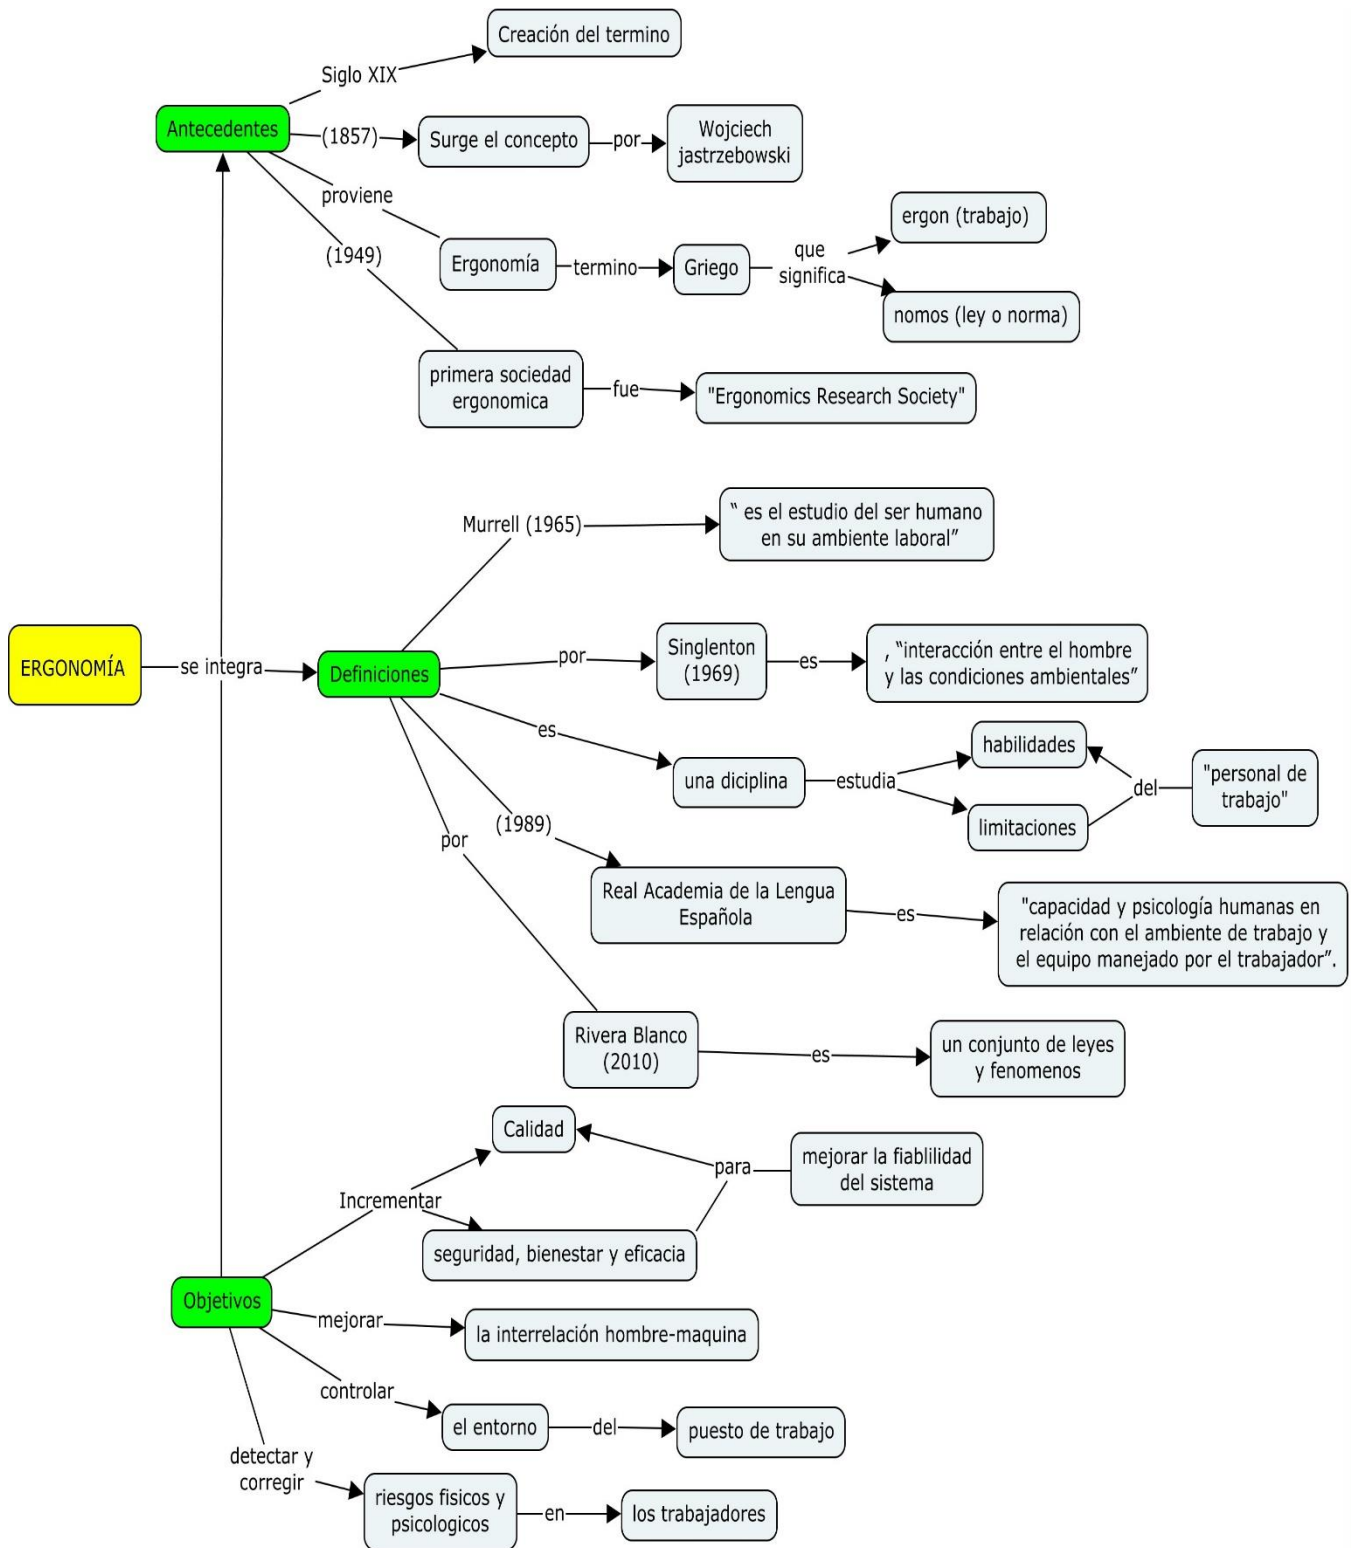 Creación del termino
Siglo XIX
Antecedentes
(1857)
Surge el concepto
por
Wojciech
jastrzebowski
proviene
ergon (trabajo)
(1949)
Ergonomía
termino
Griego
que
significa
nomos (ley o norma)
primera sociedad
ergonomica
fue
"Ergonomics Research Society"
Murrell (1965)
“ es el estudio del ser humano
en su ambiente laboral”
ERGONOMÍA
se integra
Definiciones
por
Singlenton
(1969)
es
, “interacción entre el hombre
y las condiciones ambientales”
es
una diciplina
estudia
habilidades
limitaciones
del
"personal de
trabajo"
(1989)
Real Academia de la Lengua
Española
es
"capacidad y psicología humanas en
relación con el ambiente de trabajo y
el equipo manejado por el trabajador”.
por
Rivera Blanco
(2010)
es
un conjunto de leyes
y fenomenos
Calidad
para
mejorar la fiablilidad
del sistema
Incrementar
seguridad, bienestar y eficacia
Objetivos
mejorar
la interrelación hombre-maquina
controlar
el entorno
del
puesto de trabajo
detectar y
corregir
riesgos fisicos y
psicologicos
en
los trabajadores